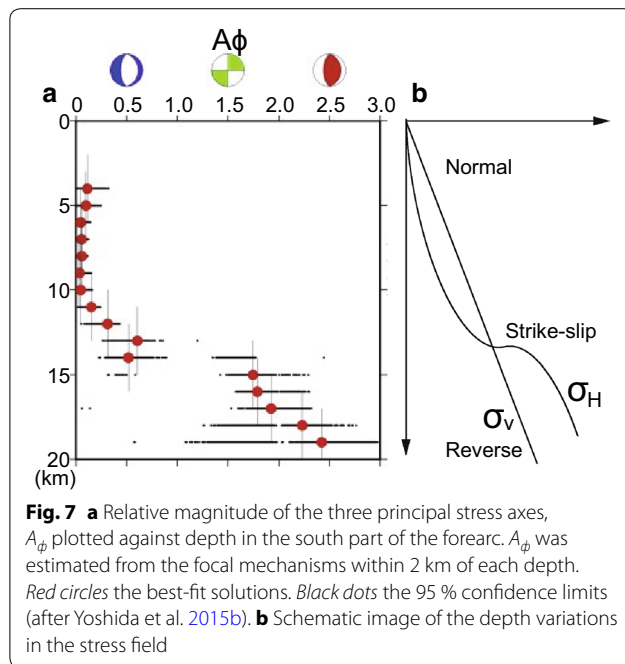 Aϕ
a
b
0 0.5 1.0 1.5 2.0 2.5 3.0
0
5
10
15
20
(km)
Normal
Strike-slip
σH
σv
Reverse
Fig. 7 a Relative magnitude of the three principal stress axes,
Aϕ plotted against depth in the south part of the forearc. Aϕ was
estimated from the focal mechanisms within 2 km of each depth.
Red circles the best-fit solutions. Black dots the 95 % confidence limits
(after Yoshida et al. 2015b). b Schematic image of the depth variations
in the stress field